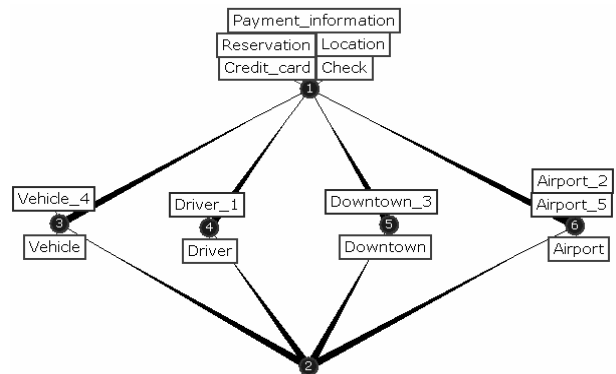 Payment_information
Reservation Location
Credit_card Check
1
Airport_2
Vehicle_4 Driver_1 Downtown_3 Airport_5
3 4 5 6
Vehicle Driver Downtown Airport
2